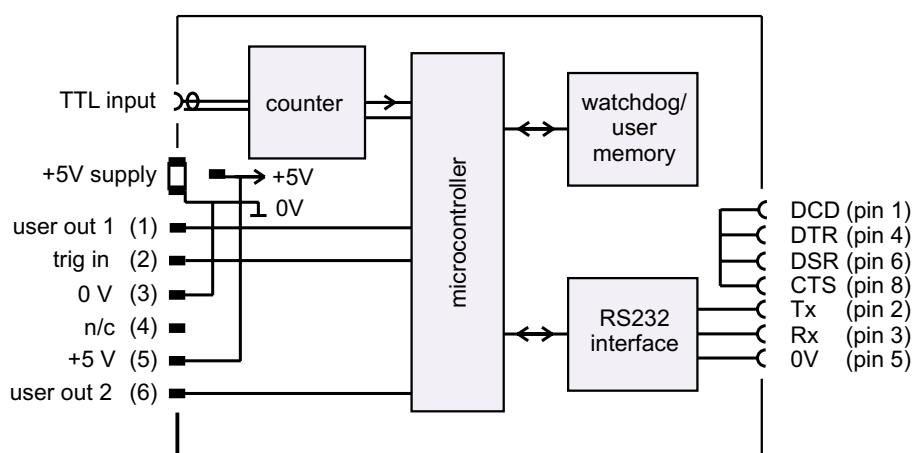 TTL input
counter
watchdog/
user
memory
+5V supply
+5V
0V
user out 1 (1)
trig in (2)
0 V (3)
n/c (4)
+5 V (5)
user out 2 (6)
microcontroller
RS232
interface
DCD (pin 1)
DTR (pin 4)
DSR (pin 6)
CTS (pin 8)
Tx (pin 2)
Rx (pin 3)
0V (pin 5)